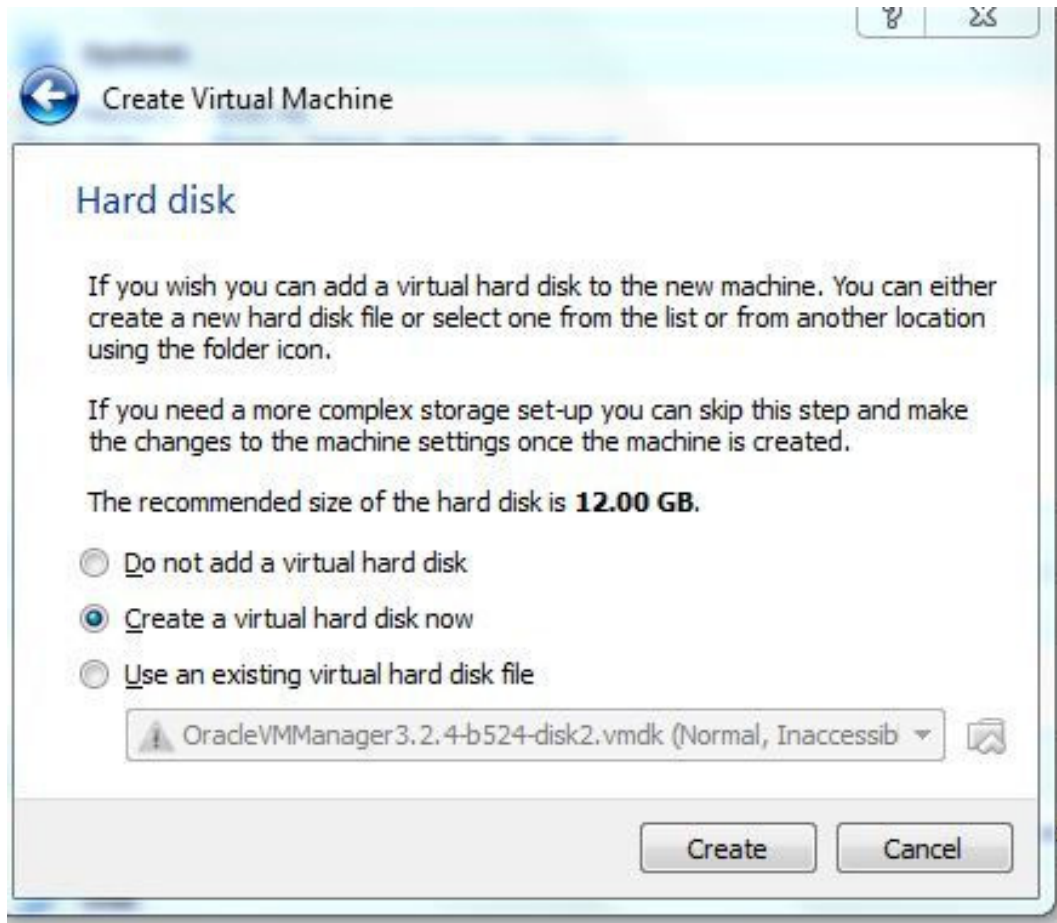 Create Virtual Machine
Hard disk
If you wish you can add a virtual hard disk to the new machine. You can either
create a new hard disk file or select one from the list or from another location
using the folder icon.
If you need a more complex storage set-up you can skip this step and make
the changes to the machine settings once the machine is created.
The recommended size of the hard disk is 12.00 GB.
Do not add a virtual hard disk
Create a virtual hard disk now
Use an existing virtual hard disk file
OracleVMManager3.2.4-b524-disk2.vmdk (Normal, Inaccessib
Create
Cancel